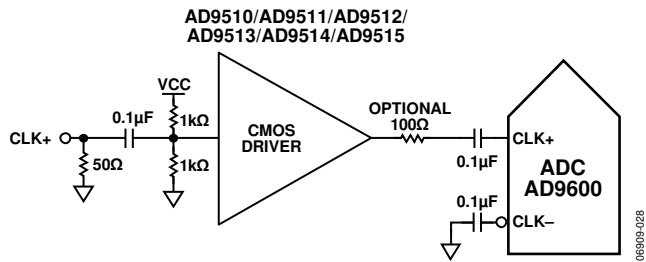 AD9510/AD9511/AD9512/
AD9513/AD9514/AD9515
VCC
0.1µF
1kΩ
OPTIONAL
100Ω
CLK+
CMOS
DRIVER
CLK+
50Ω
1kΩ
0.1µF
ADC
AD9600
0.1µF
CLK–
06909-028